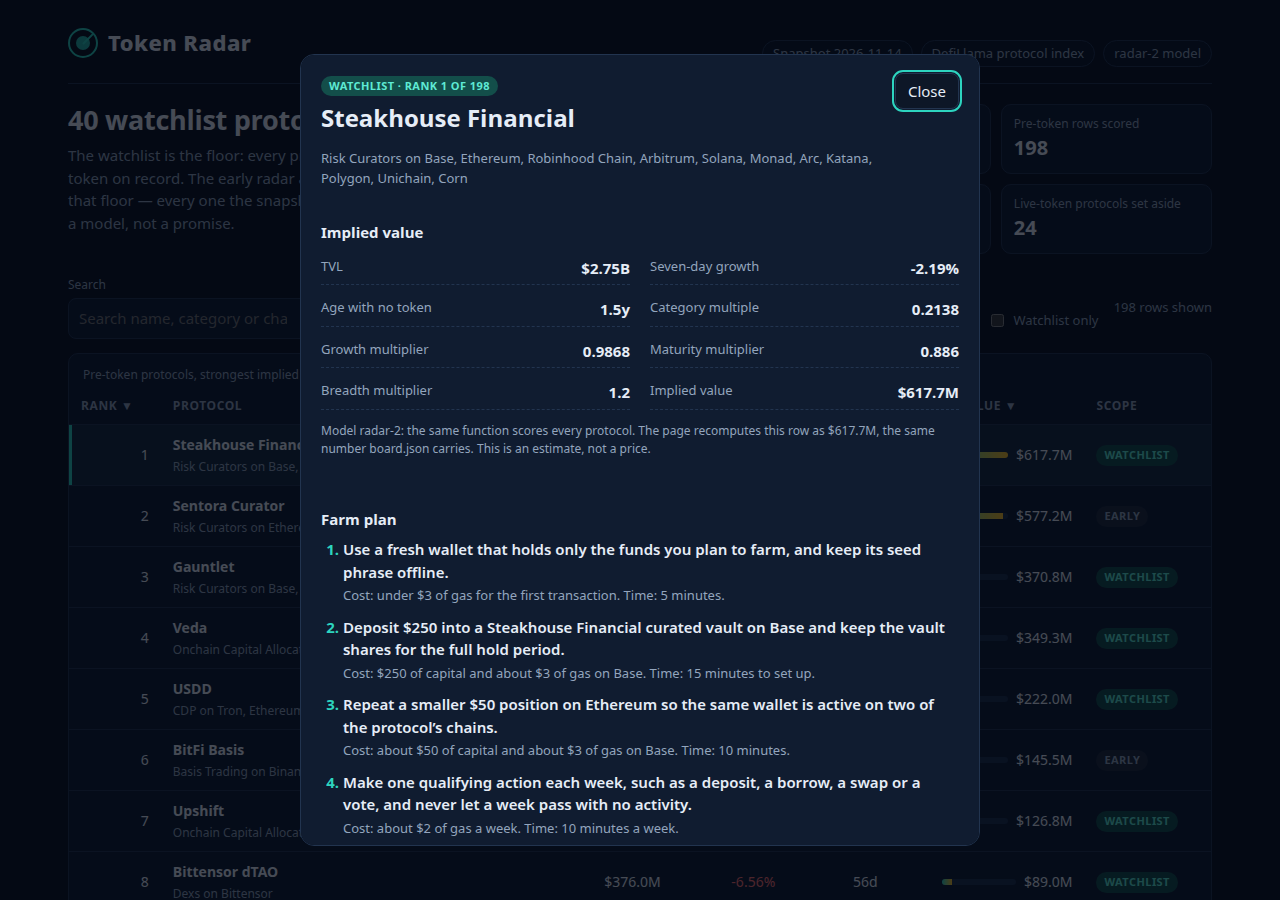 Token Radar
Snapshot 2026-11-14
DefiLlama protocol index
radar-2 model
40 watchlist
The watchlist is the floor: every
token on record. The early radar
that floor — every one the
a model, not a promise.
Pre-token rows scored
198
Live-token protocols set aside
24
Search
Search name, category or cha
Watchlist only
198 rows shown
Pre-token protocols, strongest implied
RANK ▼
PROTOCOL
▼
SCOPE
1
Steakhouse
Risk Curators on Base,
$617.7M
WATCHLIST
2
Sentora Curator
Risk Curators on
$577.2M
EARLY
3
Gauntlet
Risk Curators on Base,
$370.8M
WATCHLIST
4
Veda
Onchain Capital
$349.3M
WATCHLIST
5
USDD
CDP on Tron,
$222.0M
WATCHLIST
6
BitFi Basis
Basis Trading on
$145.5M
EARLY
7
Upshift
Onchain Capital
$126.8M
WATCHLIST
8
Bittensor dTAO
Dexs on Bittensor
$376.0M
-6.56%
56d
$89.0M
WATCHLIST
WATCHLIST · RANK 1 OF 198
Close
Steakhouse Financial
Risk Curators on Base, Ethereum, Robinhood Chain, Arbitrum, Solana, Monad, Arc, Katana,
Polygon, Unichain, Corn
Implied value
TVL $2.75B
Seven-day growth -2.19%
Age with no token 1.5y
Category multiple 0.2138
Growth multiplier 0.9868
Maturity multiplier 0.886
Breadth multiplier 1.2
Implied value $617.7M
Model radar-2: the same function scores every protocol. The page recomputes this row as $617.7M, the same
number board.json carries. This is an estimate, not a price.
Farm plan
1. Use a fresh wallet that holds only the funds you plan to farm, and keep its seed
phrase offline.
Cost: under $3 of gas for the first transaction. Time: 5 minutes.
2. Deposit $250 into a Steakhouse Financial curated vault on Base and keep the vault
shares for the full hold period.
Cost: $250 of capital and about $3 of gas on Base. Time: 15 minutes to set up.
3. Repeat a smaller $50 position on Ethereum so the same wallet is active on two of
the protocol’s chains.
Cost: about $50 of capital and about $3 of gas on Base. Time: 10 minutes.
4. Make one qualifying action each week, such as a deposit, a borrow, a swap or a
vote, and never let a week pass with no activity.
Cost: about $2 of gas a week. Time: 10 minutes a week.